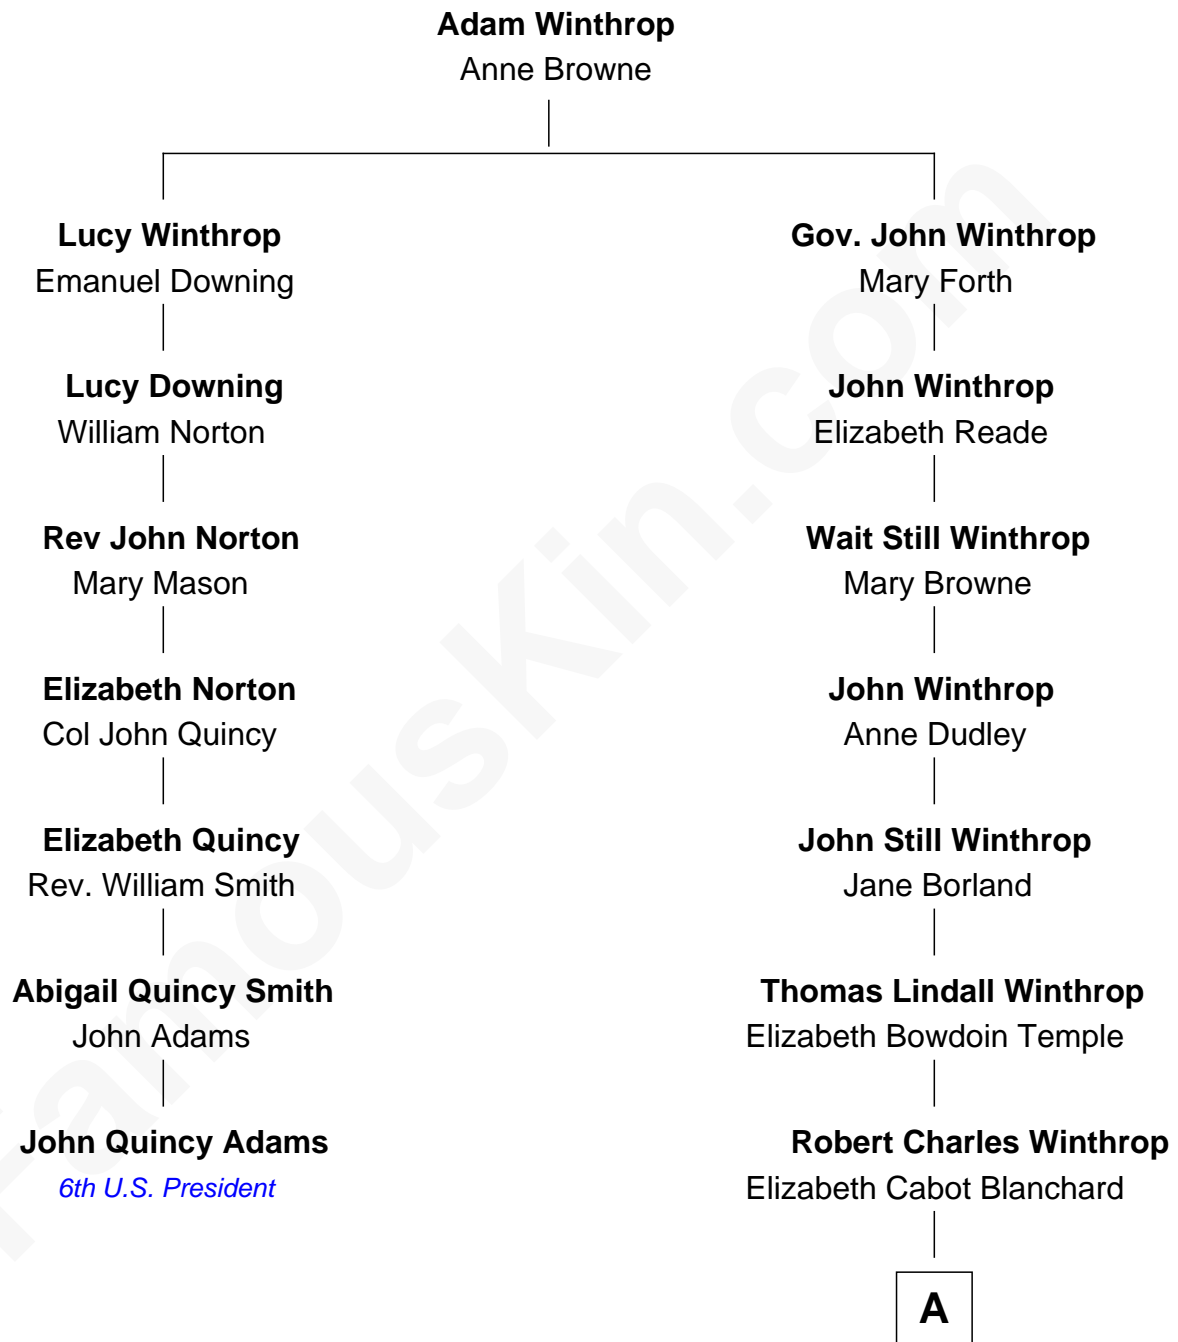 Adam Winthrop
Anne Browne
Lucy Winthrop
Emanuel Downing
Gov. John Winthrop
Mary Forth
Lucy Downing
William Norton
John Winthrop
Elizabeth Reade
Rev John Norton
Mary Mason
Wait Still Winthrop
Mary Browne
Elizabeth Norton
Col John Quincy
John Winthrop
Anne Dudley
Elizabeth Quincy
Rev. William Smith
John Still Winthrop
Jane Borland
Abigail Quincy Smith
John Adams
Thomas Lindall Winthrop
Elizabeth Bowdoin Temple
John Quincy Adams
6th U.S. President
Robert Charles Winthrop
Elizabeth Cabot Blanchard
A
FamousKin.com